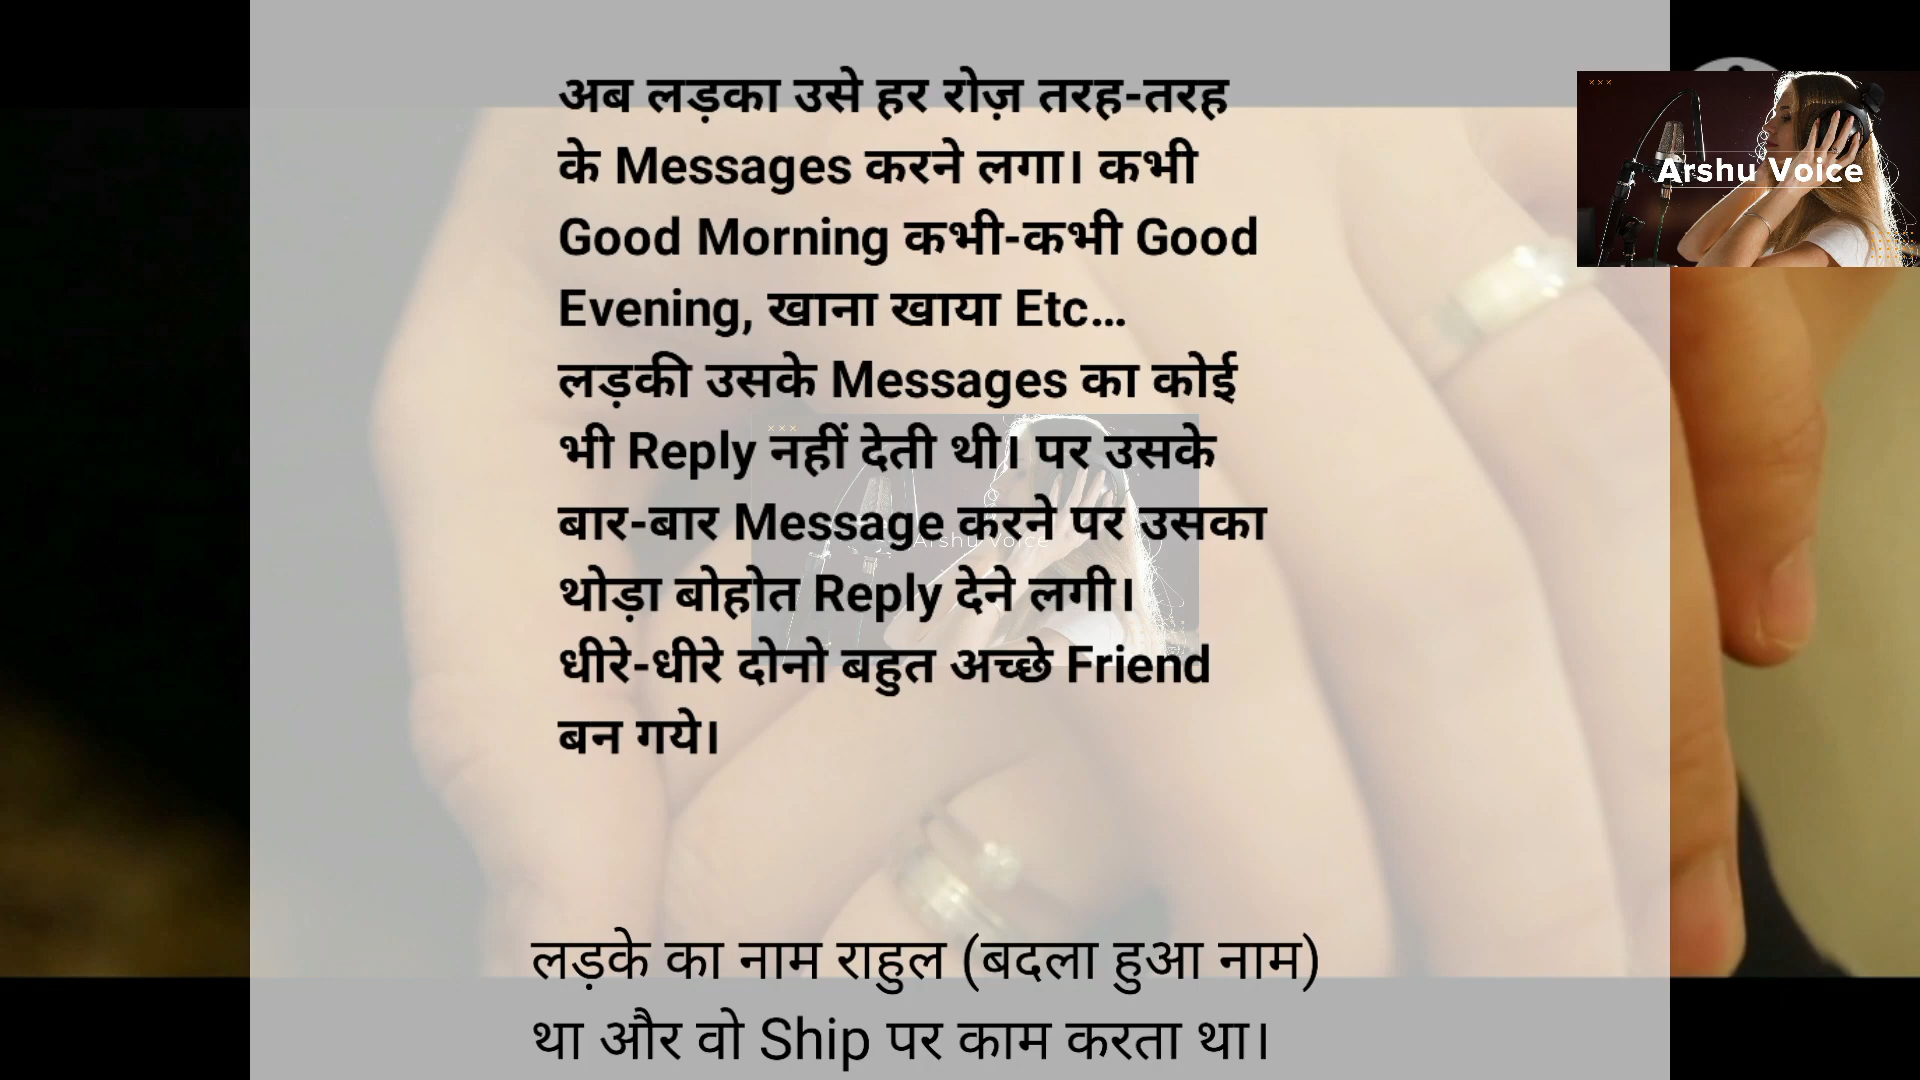 अब लड़का उसे हर रोज़ तरह-तरह
के Messages करने लगा। कभी
Good Morning कभी-कभी Good
Evening, खाना खाया Etc...
लड़की उसके Messages का कोई
भी Reply नहीं देती थी। पर उसके
बार-बार Message करने पर उसका
थोड़ा बोहोत Reply देने लगी।
धीरे-धीरे दोनो बहुत अच्छे Friend
बन गये।
लड़के का नाम राहुल (बदला हुआ नाम)
था और वो Ship पर काम करता था।
Arshu Voice
Arshu Voice